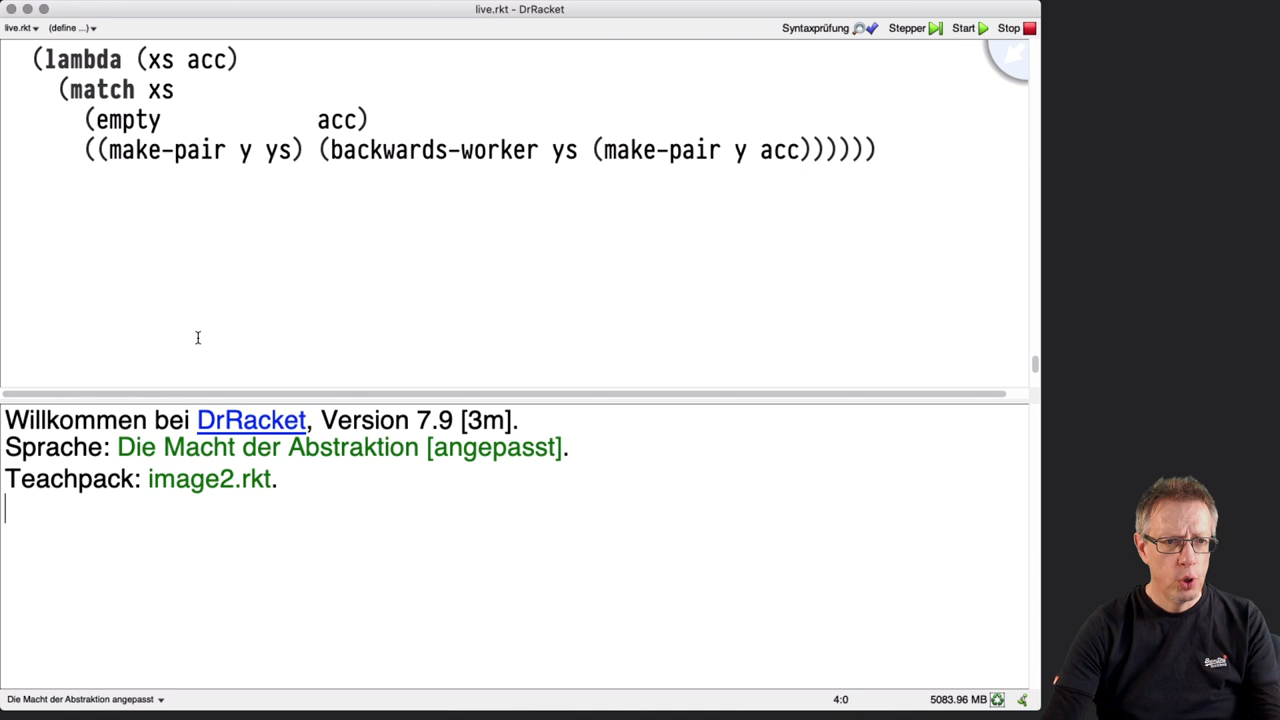 live.rkt - DrRacket
live.rkt (define ...) Syntaxprüfung Stepper Start Stop
(lambda (xs acc)
(match xs
(empty acc)
((make-pair y ys) (backwards-worker ys (make-pair y acc))))))
Willkommen bei DrRacket, Version 7.9 [3m].
Sprache: Die Macht der Abstraktion [angepasst].
Teachpack: image2.rkt.
Die Macht der Abstraktion angepasst 4:0 5083.96 MB